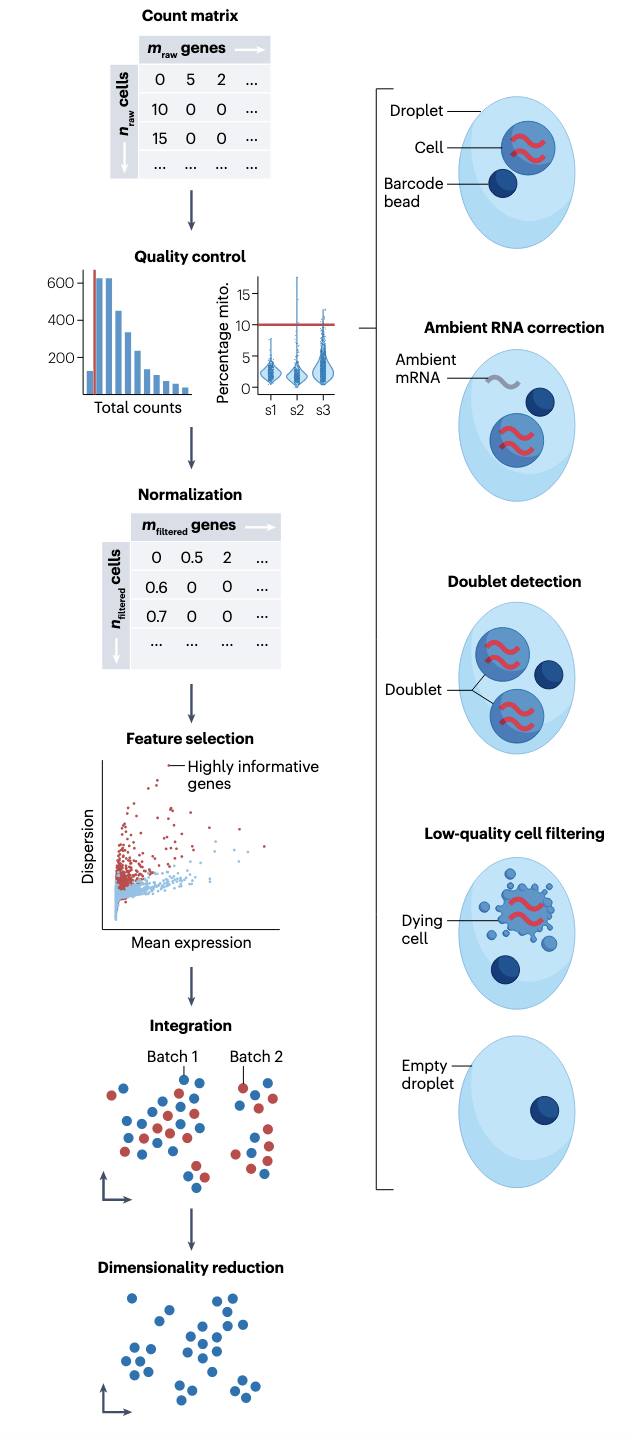 Count matrix
mraw genes
nraw cells
0 5 2 ...
10 0 0 ...
15 0 0 ...
... ... ... ...
Quality control
600
400
200
Total counts
Percentage mito.
15
10
5
0
s1 s2 s3
Normalization
mfiltered genes
nfiltered cells
0 0.5 2 ...
0.6 0 0 ...
0.7 0 0 ...
... ... ... ...
Feature selection
Highly informative
genes
Dispersion
Mean expression
Integration
Batch 1 Batch 2
Dimensionality reduction
Droplet
Cell
Barcode
bead
Ambient RNA correction
Ambient
mRNA
Doublet detection
Doublet
Low-quality cell filtering
Dying
cell
Empty
droplet